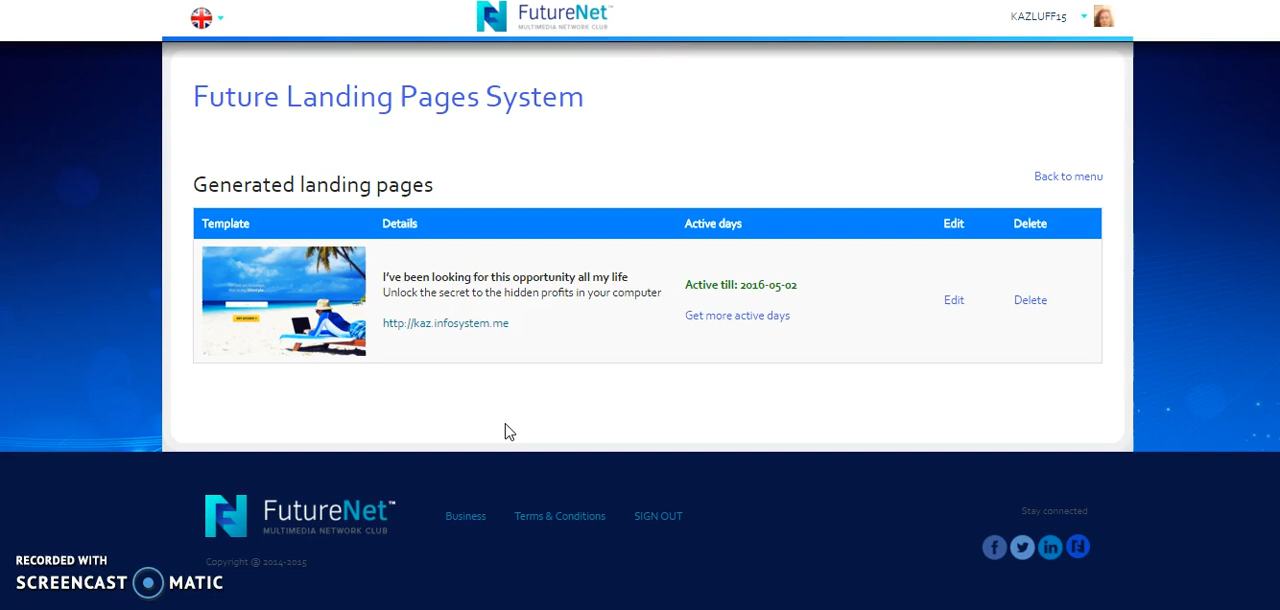 FutureNet™
MULTIMEDIA NETWORK CLUB
KAZLUFF15
Future Landing Pages System
Generated landing pages
Back to menu
Template Details Active days Edit Delete
I've been looking for this opportunity all my life
Unlock the secret to the hidden profits in your computer
http://kaz.infosystem.me
Active till: 2016-05-02
Get more active days
Edit
Delete
FutureNet™
MULTIMEDIA NETWORK CLUB
Business Terms & Conditions SIGN OUT
Stay connected
Copyright @ 2014-2015
RECORDED WITH
SCREENCAST MATIC